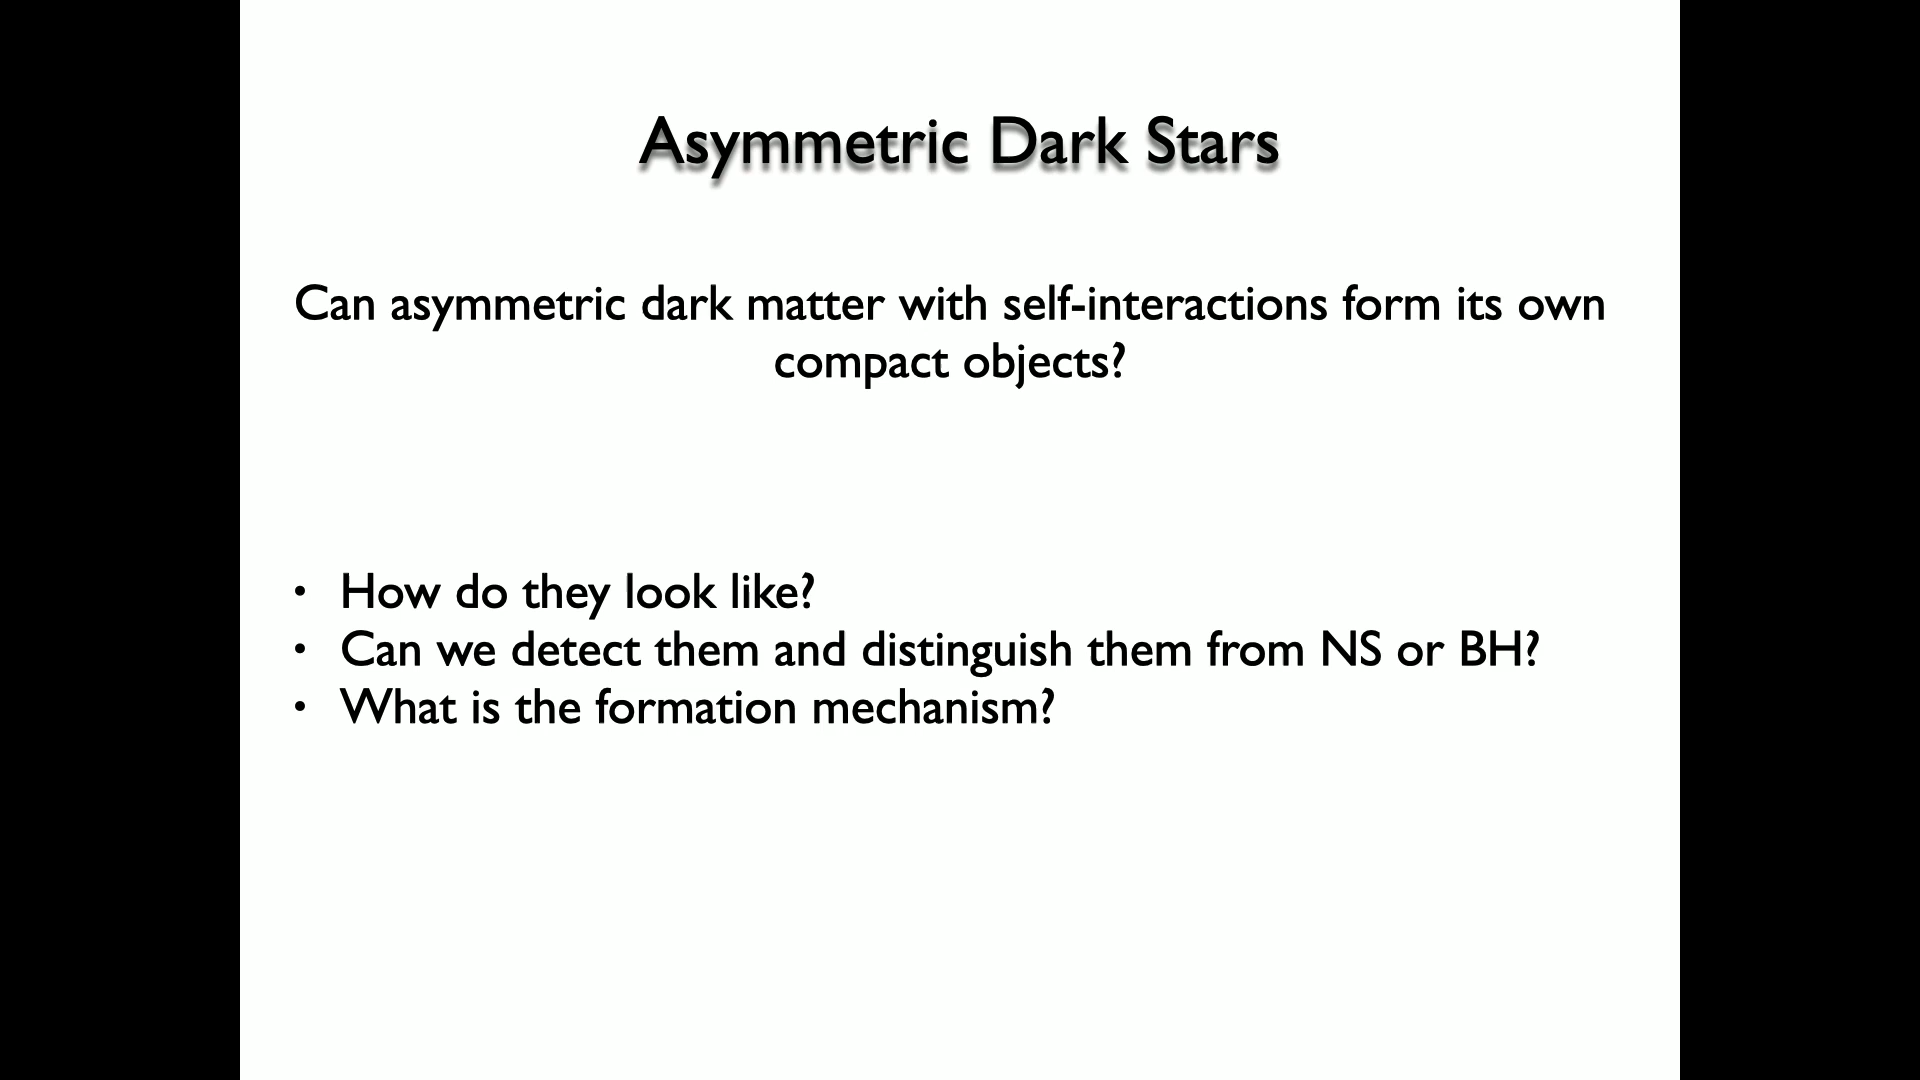 Asymmetric Dark Stars
Can asymmetric dark matter with self-interactions form its own
compact objects?
• How do they look like?
• Can we detect them and distinguish them from NS or BH?
• What is the formation mechanism?